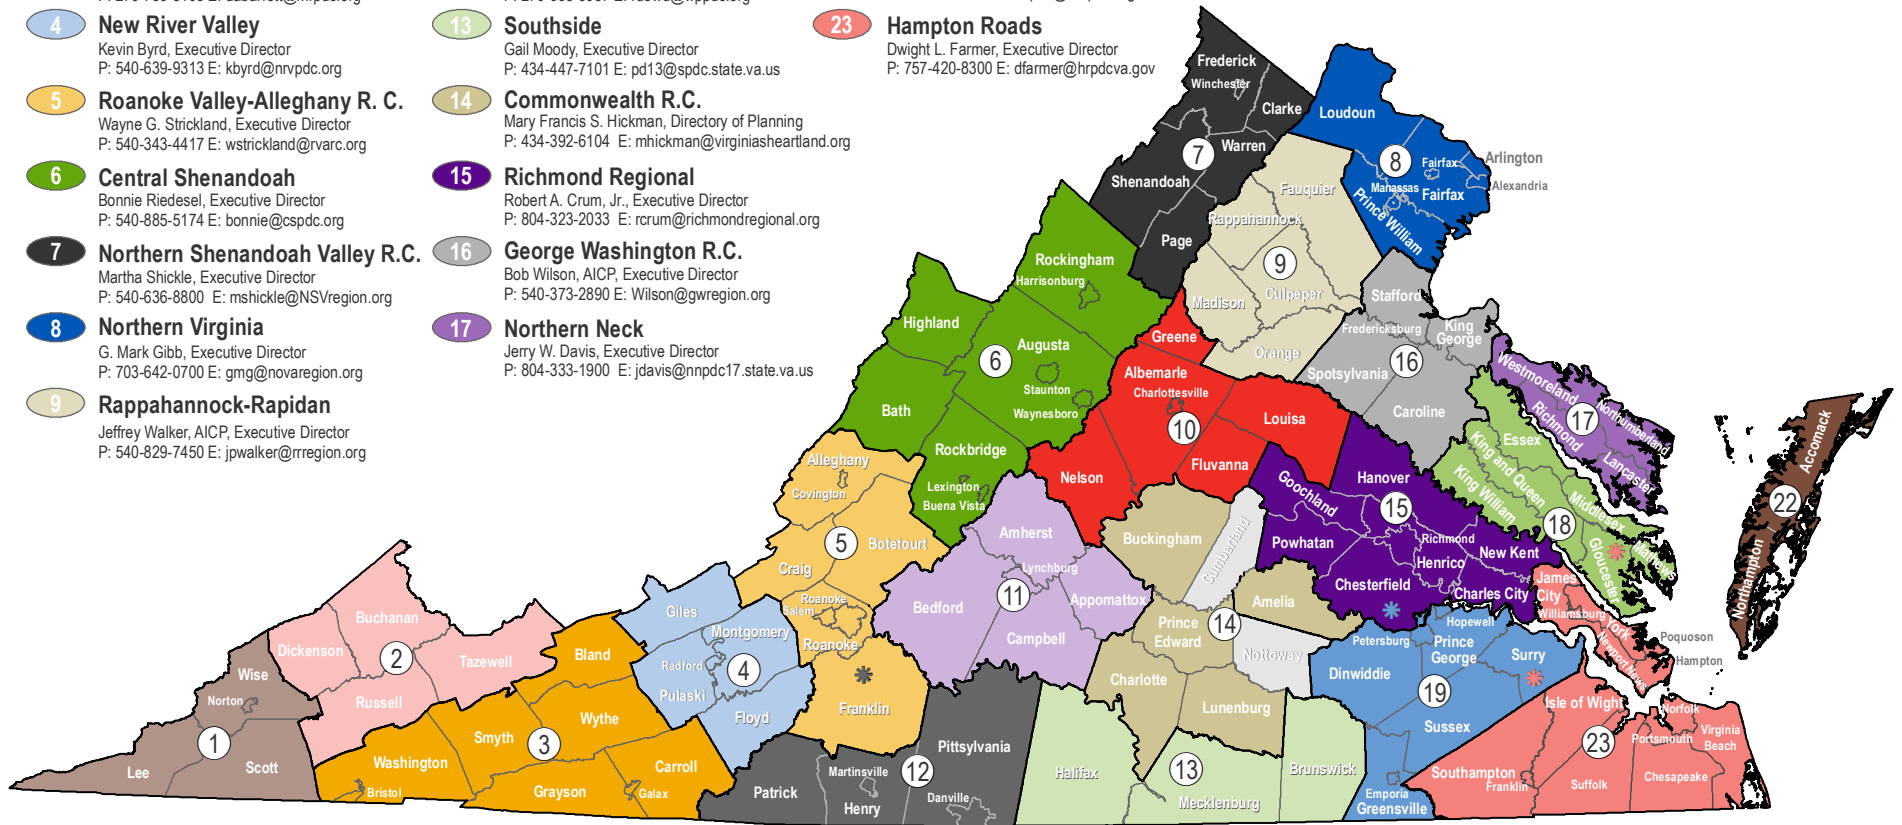 4 New River Valley
Kevin Byrd, Executive Director
P: 540-639-9313 E: kbyrd@nrvpdc.org
5 Roanoke Valley-Alleghany R. C.
Wayne G. Strickland, Executive Director
P: 540-343-4417 E: wstrickland@rvarc.org
6 Central Shenandoah
Bonnie Riedesel, Executive Director
P: 540-885-5174 E: bonnie@cspdc.org
7 Northern Shenandoah Valley R.C.
Martha Shickle, Executive Director
P: 540-636-8800 E: mshickle@NSVregion.org
8 Northern Virginia
G. Mark Gibb, Executive Director
P: 703-642-0700 E: gmg@novaregion.org
9 Rappahannock-Rapidan
Jeffrey Walker, AICP, Executive Director
P: 540-829-7450 E: jpwalker@rrregion.org
13 Southside
Gail Moody, Executive Director
P: 434-447-7101 E: pd13@spdc.state.va.us
14 Commonwealth R.C.
Mary Francis S. Hickman, Directory of Planning
P: 434-392-6104 E: mhickman@virginiasheartland.org
15 Richmond Regional
Robert A. Crum, Jr., Executive Director
P: 804-323-2033 E: rcrum@richmondregional.org
16 George Washington R.C.
Bob Wilson, AICP, Executive Director
P: 540-373-2890 E: Wilson@gwregion.org
17 Northern Neck
Jerry W. Davis, Executive Director
P: 804-333-1900 E: jdavis@nnpdc17.state.va.us
23 Hampton Roads
Dwight L. Farmer, Executive Director
P: 757-420-8300 E: dfarmer@hrpdcva.gov
Frederick
Winchester
Clarke
Warren
7
Shenandoah
Page
Loudoun
8
Fairfax
Arlington
Alexandria
Manassas
Fairfax
Prince William
Fauquier
Rappahannock
9
Madison
Culpeper
Orange
Rockingham
Harrisonburg
Highland
Augusta
6
Staunton
Waynesboro
Bath
Rockbridge
Lexington
Buena Vista
Greene
Albemarle
Charlottesville
Louisa
10
Nelson
Fluvanna
Stafford
Fredericksburg
King
George
16
Spotsylvania
Caroline
Westmoreland
Richmond
17
Northumberland
Lancaster
Essex
King and Queen
King William
Middlesex
18
Gloucester
Mathews
Accomack
22
Northampton
Hanover
Goochland
15
Powhatan
Richmond
Henrico
New Kent
Chesterfield
Charles City
Alleghany
Covington
5
Botetourt
Craig
Roanoke
Salem
Roanoke
Franklin
Amherst
Lynchburg
11
Bedford
Appomattox
Campbell
Buckingham
Cumberland
Amelia
Prince
Edward
14
Nottoway
Charlotte
Lunenburg
James
City
Williamsburg
York
Newport News
Poquoson
Hampton
Hopewell
Petersburg
Prince
George
Surry
Dinwiddie
19
Sussex
Emporia
Greensville
Isle of Wight
Norfolk
Portsmouth
Virginia
Beach
23
Southampton
Franklin
Suffolk
Chesapeake
Giles
Montgomery
Radford
4
Pulaski
Floyd
Buchanan
Dickenson
2
Tazewell
Russell
Wise
Norton
1
Lee
Scott
Bland
Wythe
Smyth
3
Washington
Bristol
Grayson
Carroll
Galax
Pittsylvania
12
Martinsville
Patrick
Henry
Danville
Halifax
13
Mecklenburg
Brunswick